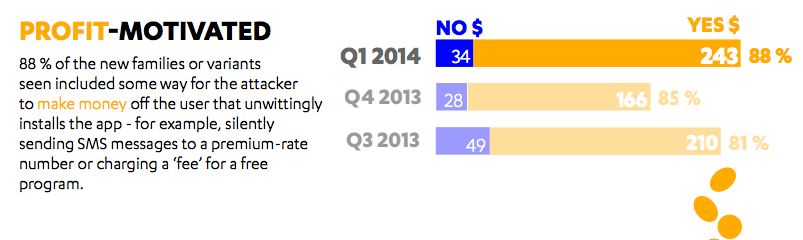 PROFIT-MOTIVATED
88 % of the new families or variants
seen included some way for the attacker
to make money off the user that unwittingly
installs the app - for example, silently
sending SMS messages to a premium-rate
number or charging a ‘fee’ for a free
program.
NO $ YES $
Q1 2014 34 243 88 %
Q4 2013 28 166 85 %
Q3 2013 49 210 81 %